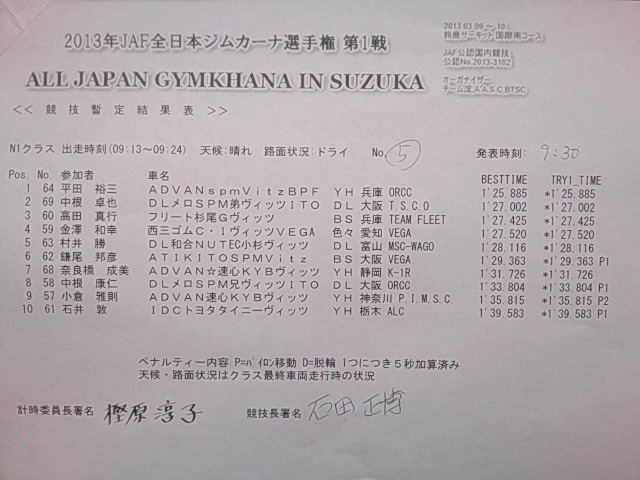 2013年JAF全日本ジムカーナ選手権 第1戦
ALL JAPAN GYMKHANA IN SUZUKA
2013.03.09～10
鈴鹿サーキット 国際南コース
JAF公認国内競技
公認No.2013-3102
オーガナイザー
チーム淀,AASC,BTSC
<< 競技暫定結果表 >>
N1クラス 出走時刻(09:13～09:24) 天候:晴れ 路面状況:ドライ No. 5 発表時刻: 9:30
Pos. No. 参加者 車名 BESTTIME TRY1_TIME
1 64 平田 裕三 ＡＤＶＡＮｓｐｍＶｉｔｚＢＰＦ YH 兵庫 ORCC 1'25.885 *1'25.885
2 69 中根 卓也 ＤＬメロＳＰＭ弟ヴィッツＩＴＯ DL 大阪 T.S.C.O 1'27.002 *1'27.002
3 60 高田 真行 フリート杉尾Ｇヴィッツ BS 兵庫 TEAM FLEET 1'27.425 *1'27.425
4 59 金澤 和幸 西三ゴムＣ・ＩヴィッツＶＥＧＡ 色々 愛知 VEGA 1'27.520 *1'27.520
5 63 村井 勝 ＤＬ和合ＮＵＴＥＣ小杉ヴィッツ DL 富山 MSC-WAGO 1'28.116 *1'28.116
6 62 鎌尾 邦彦 ＡＴＩＫＩＴＯＳＰＭＶｉｔｚ BS 大阪 VEGA 1'29.363 *1'29.363 P1
7 68 奈良橋 成美 ＡＤＶＡＮ☆速心ＫＹＢヴィッツ YH 静岡 K-1R 1'31.726 *1'31.726
8 58 中根 康仁 ＤＬメロＳＰＭ兄ヴィッツＩＴＯ DL 大阪 ORCC 1'33.804 *1'33.804 P1
9 57 小倉 雅則 ＡＤＶＡＮ速心ＫＹＢヴィッツ YH 神奈川 P.I.M.S.C. 1'35.815 *1'35.815 P2
10 61 石井 敦 ＩＤＣトヨタタイニーヴィッツ YH 栃木 ALC 1'39.583 *1'39.583 P1
ペナルティー内容 P=ﾊﾟｲﾛﾝ移動 D=脱輪 1つにつき5秒加算済み
天候・路面状況はクラス最終車両走行時の状況
計時委員長署名 樫原淳子 競技長署名 石田正博